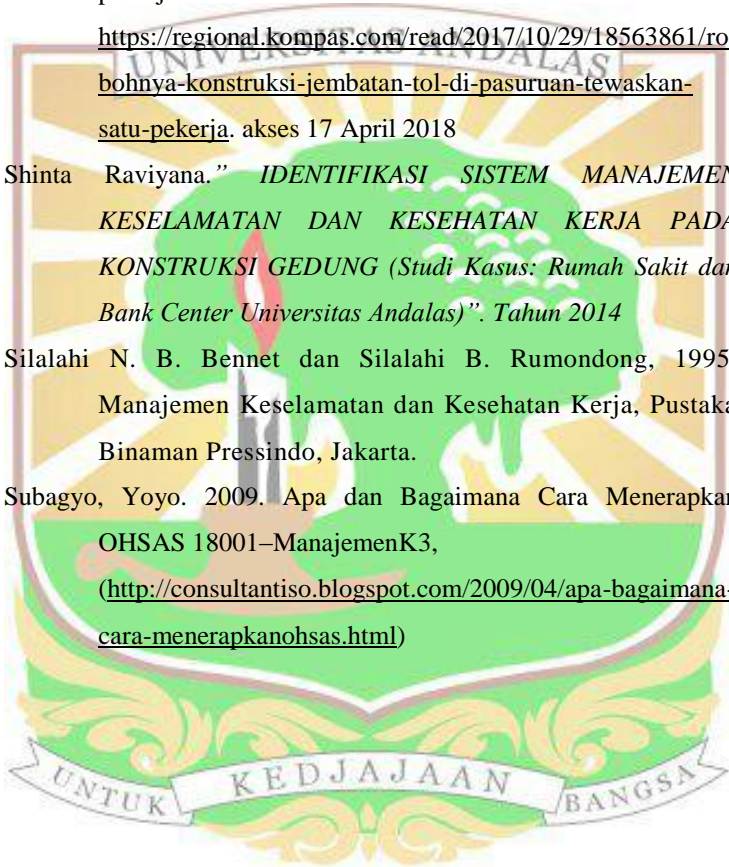 https://regional.kompas.com/read/2017/10/29/18563861/ro
UNIVERSITAS ANDALAS
bohnya-konstruksi-jembatan-tol-di-pasuruan-tewaskan-
satu-pekerja. akses 17 April 2018
Shinta Raviyana.” IDENTIFIKASI SISTEM MANAJEMEN
KESELAMATAN DAN KESEHATAN KERJA PADA
KONSTRUKSI GEDUNG (Studi Kasus: Rumah Sakit dan
Bank Center Universitas Andalas)”. Tahun 2014
Silalahi N. B. Bennet dan Silalahi B. Rumondong, 1995
Manajemen Keselamatan dan Kesehatan Kerja, Pustaka
Binaman Pressindo, Jakarta.
Subagyo, Yoyo. 2009. Apa dan Bagaimana Cara Menerapkan
OHSAS 18001–ManajemenK3,
(http://consultantiso.blogspot.com/2009/04/apa-bagaimana-
cara-menerapkanohsas.html)
UNTUK KEDJAJAAN BANGSA